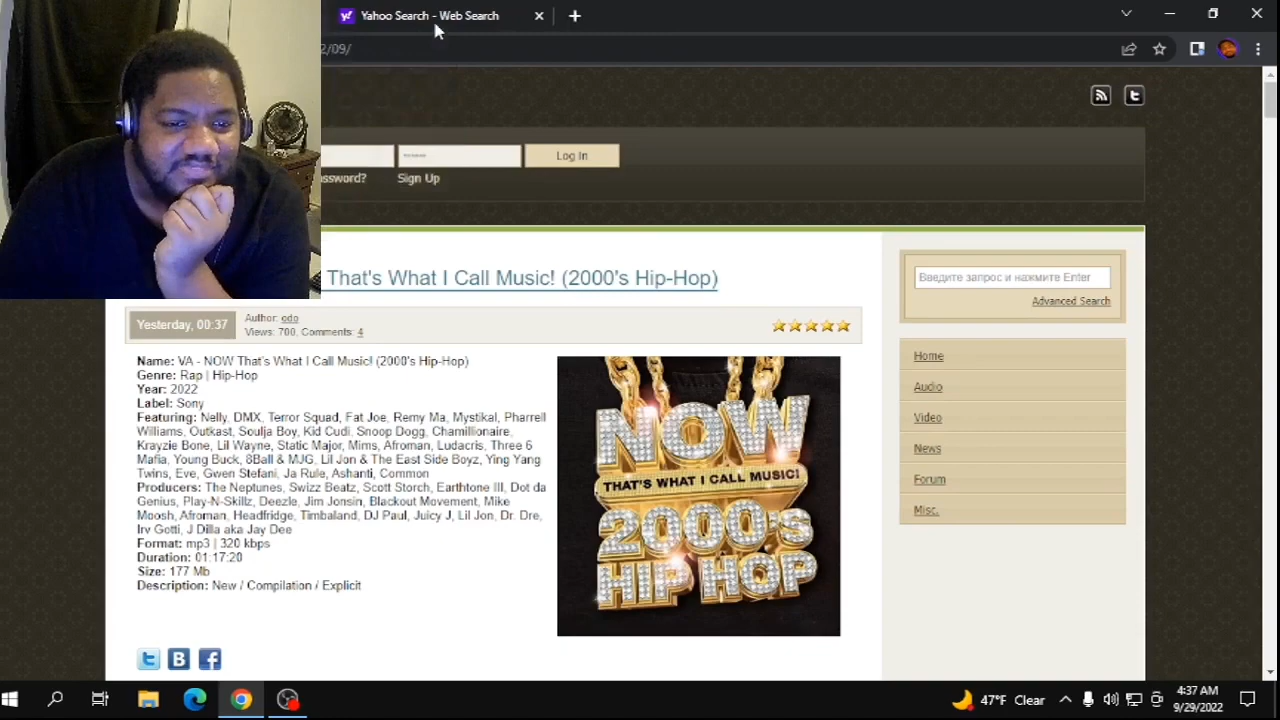 Yahoo Search - Web Search
2/09/
Log In
ssword?
Sign Up
That's What I Call Music! (2000's Hip-Hop)
Yesterday, 00:37
Author: odo
Views: 700, Comments: 4
Name: VA - NOW That's What I Call Music! (2000's Hip-Hop)
Genre: Rap | Hip-Hop
Year: 2022
Label: Sony
Featuring: Nelly, DMX, Terror Squad, Fat Joe, Remy Ma, Mystikal, Pharrell
Williams, Outkast, Soulja Boy, Kid Cudi, Snoop Dogg, Chamillionaire,
Krayzie Bone, Lil Wayne, Static Major, Mims, Afroman, Ludacris, Three 6
Mafia, Young Buck, 8Ball & MJG, Lil Jon & The East Side Boyz, Ying Yang
Twins, Eve, Gwen Stefani, Ja Rule, Ashanti, Common
Producers: The Neptunes, Swizz Beatz, Scott Storch, Earthtone III, Dot da
Genius, Play-N-Skillz, Deezle, Jim Jonsin, Blackout Movement, Mike
Moosh, Afroman, Headfridge, Timbaland, DJ Paul, Juicy J, Lil Jon, Dr. Dre,
Irv Gotti, J Dilla aka Jay Dee
Format: mp3 | 320 kbps
Duration: 01:17:20
Size: 177 Mb
Description: New / Compilation / Explicit
NOW
THAT'S WHAT I CALL MUSIC!
2000's
HIP HOP
Введите запрос и нажмите Enter
Advanced Search
Home
Audio
Video
News
Forum
Misc.
47°F Clear
4:37 AM
9/29/2022